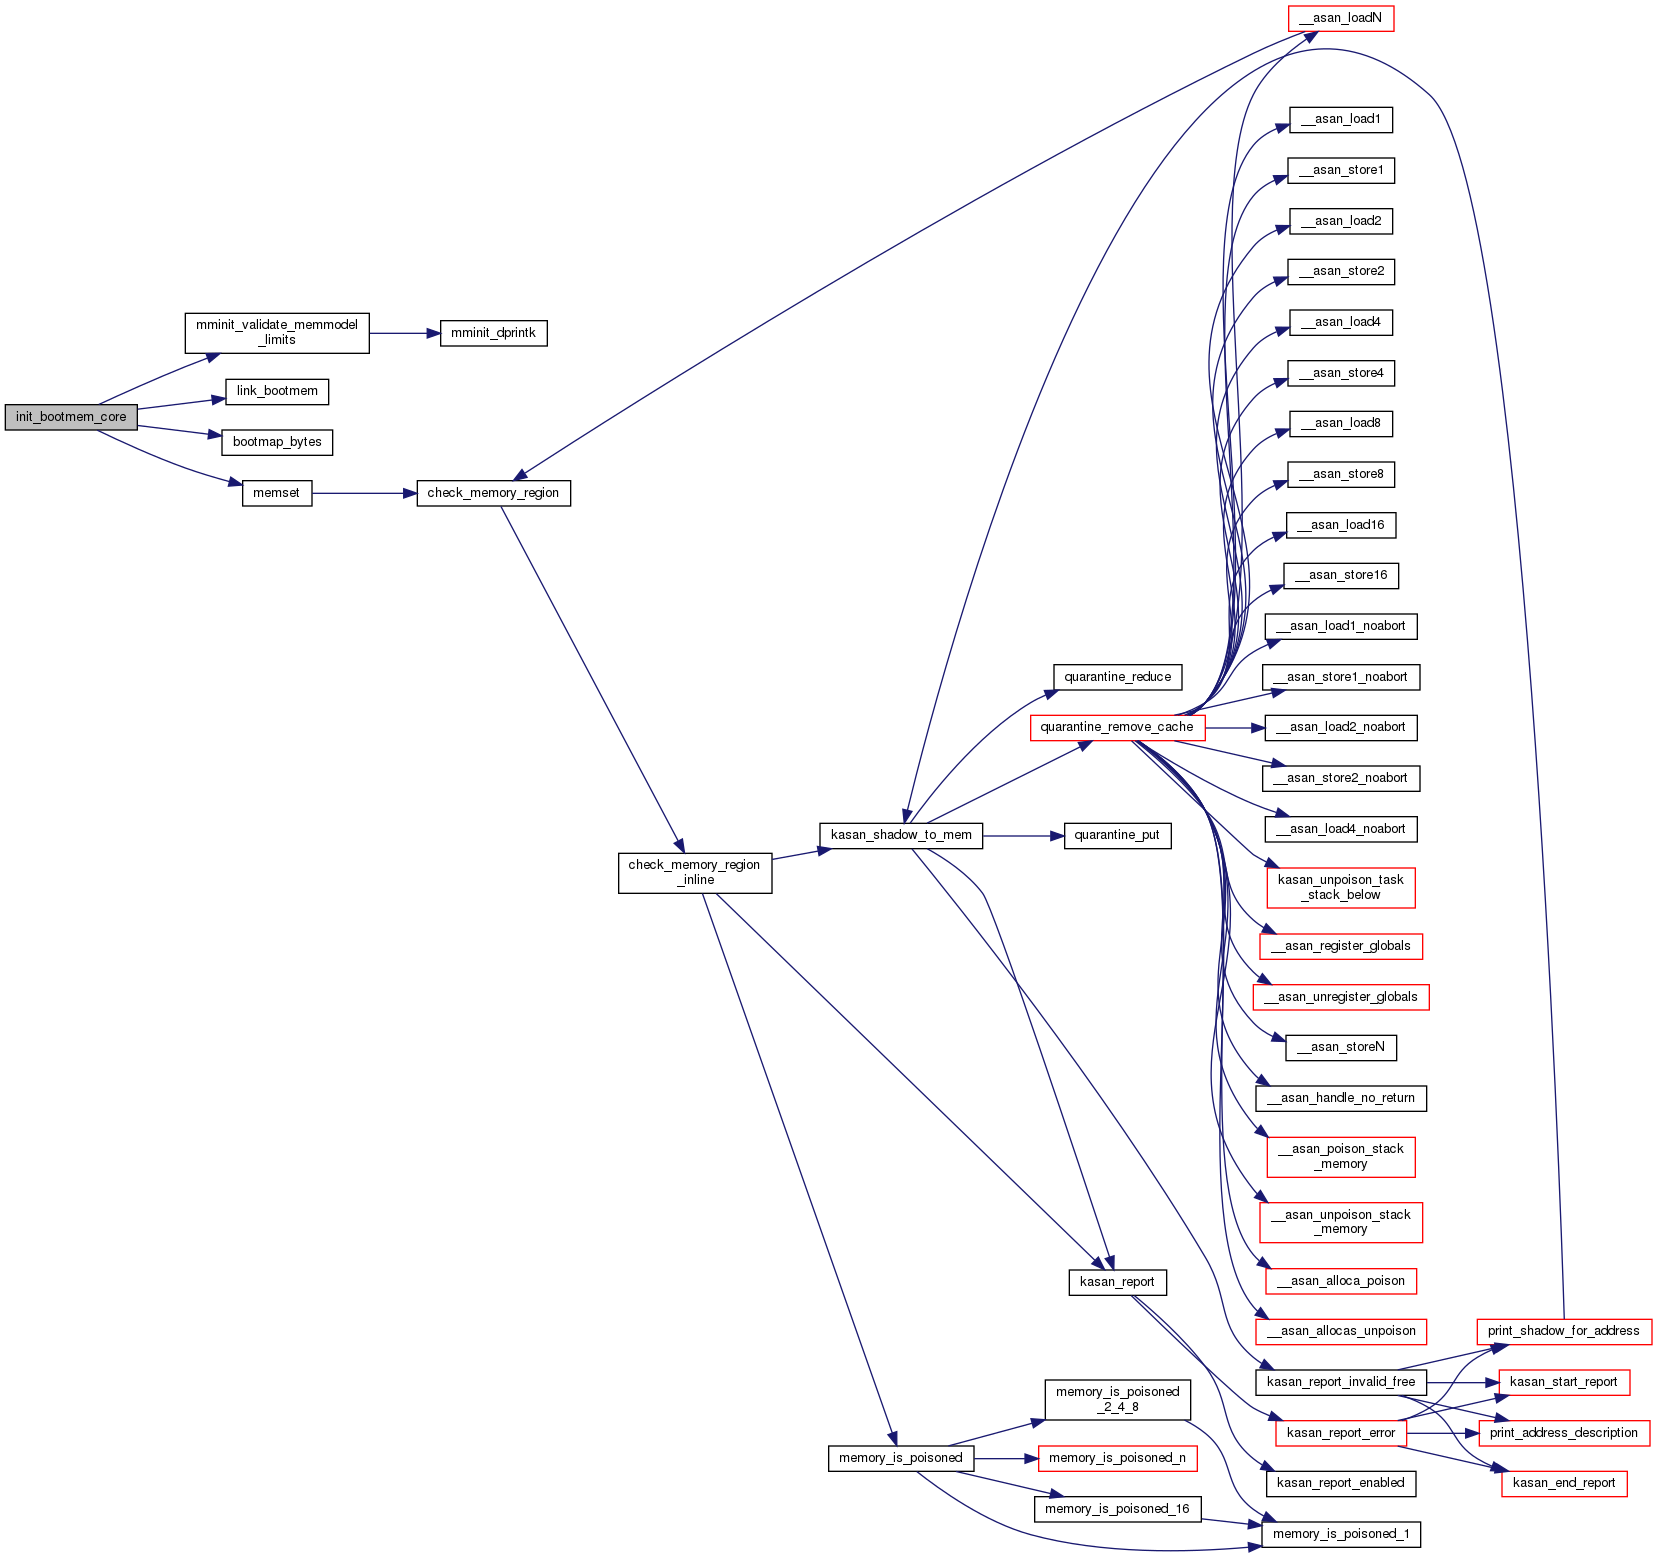 __asan_loadN
__asan_load1
__asan_store1
__asan_load2
__asan_store2
__asan_load4
mminit_validate_memmodel
_limits
mminit_dprintk
__asan_store4
link_bootmem
init_bootmem_core
__asan_load8
bootmap_bytes
__asan_store8
memset
check_memory_region
__asan_load16
__asan_store16
__asan_load1_noabort
quarantine_reduce
__asan_store1_noabort
quarantine_remove_cache
__asan_load2_noabort
__asan_store2_noabort
kasan_shadow_to_mem
quarantine_put
__asan_load4_noabort
check_memory_region
_inline
kasan_unpoison_task
_stack_below
__asan_register_globals
__asan_unregister_globals
__asan_storeN
__asan_handle_no_return
__asan_poison_stack
_memory
__asan_unpoison_stack
_memory
kasan_report
__asan_alloca_poison
__asan_allocas_unpoison
print_shadow_for_address
kasan_report_invalid_free
kasan_start_report
memory_is_poisoned
_2_4_8
kasan_report_error
print_address_description
memory_is_poisoned
memory_is_poisoned_n
kasan_report_enabled
kasan_end_report
memory_is_poisoned_16
memory_is_poisoned_1